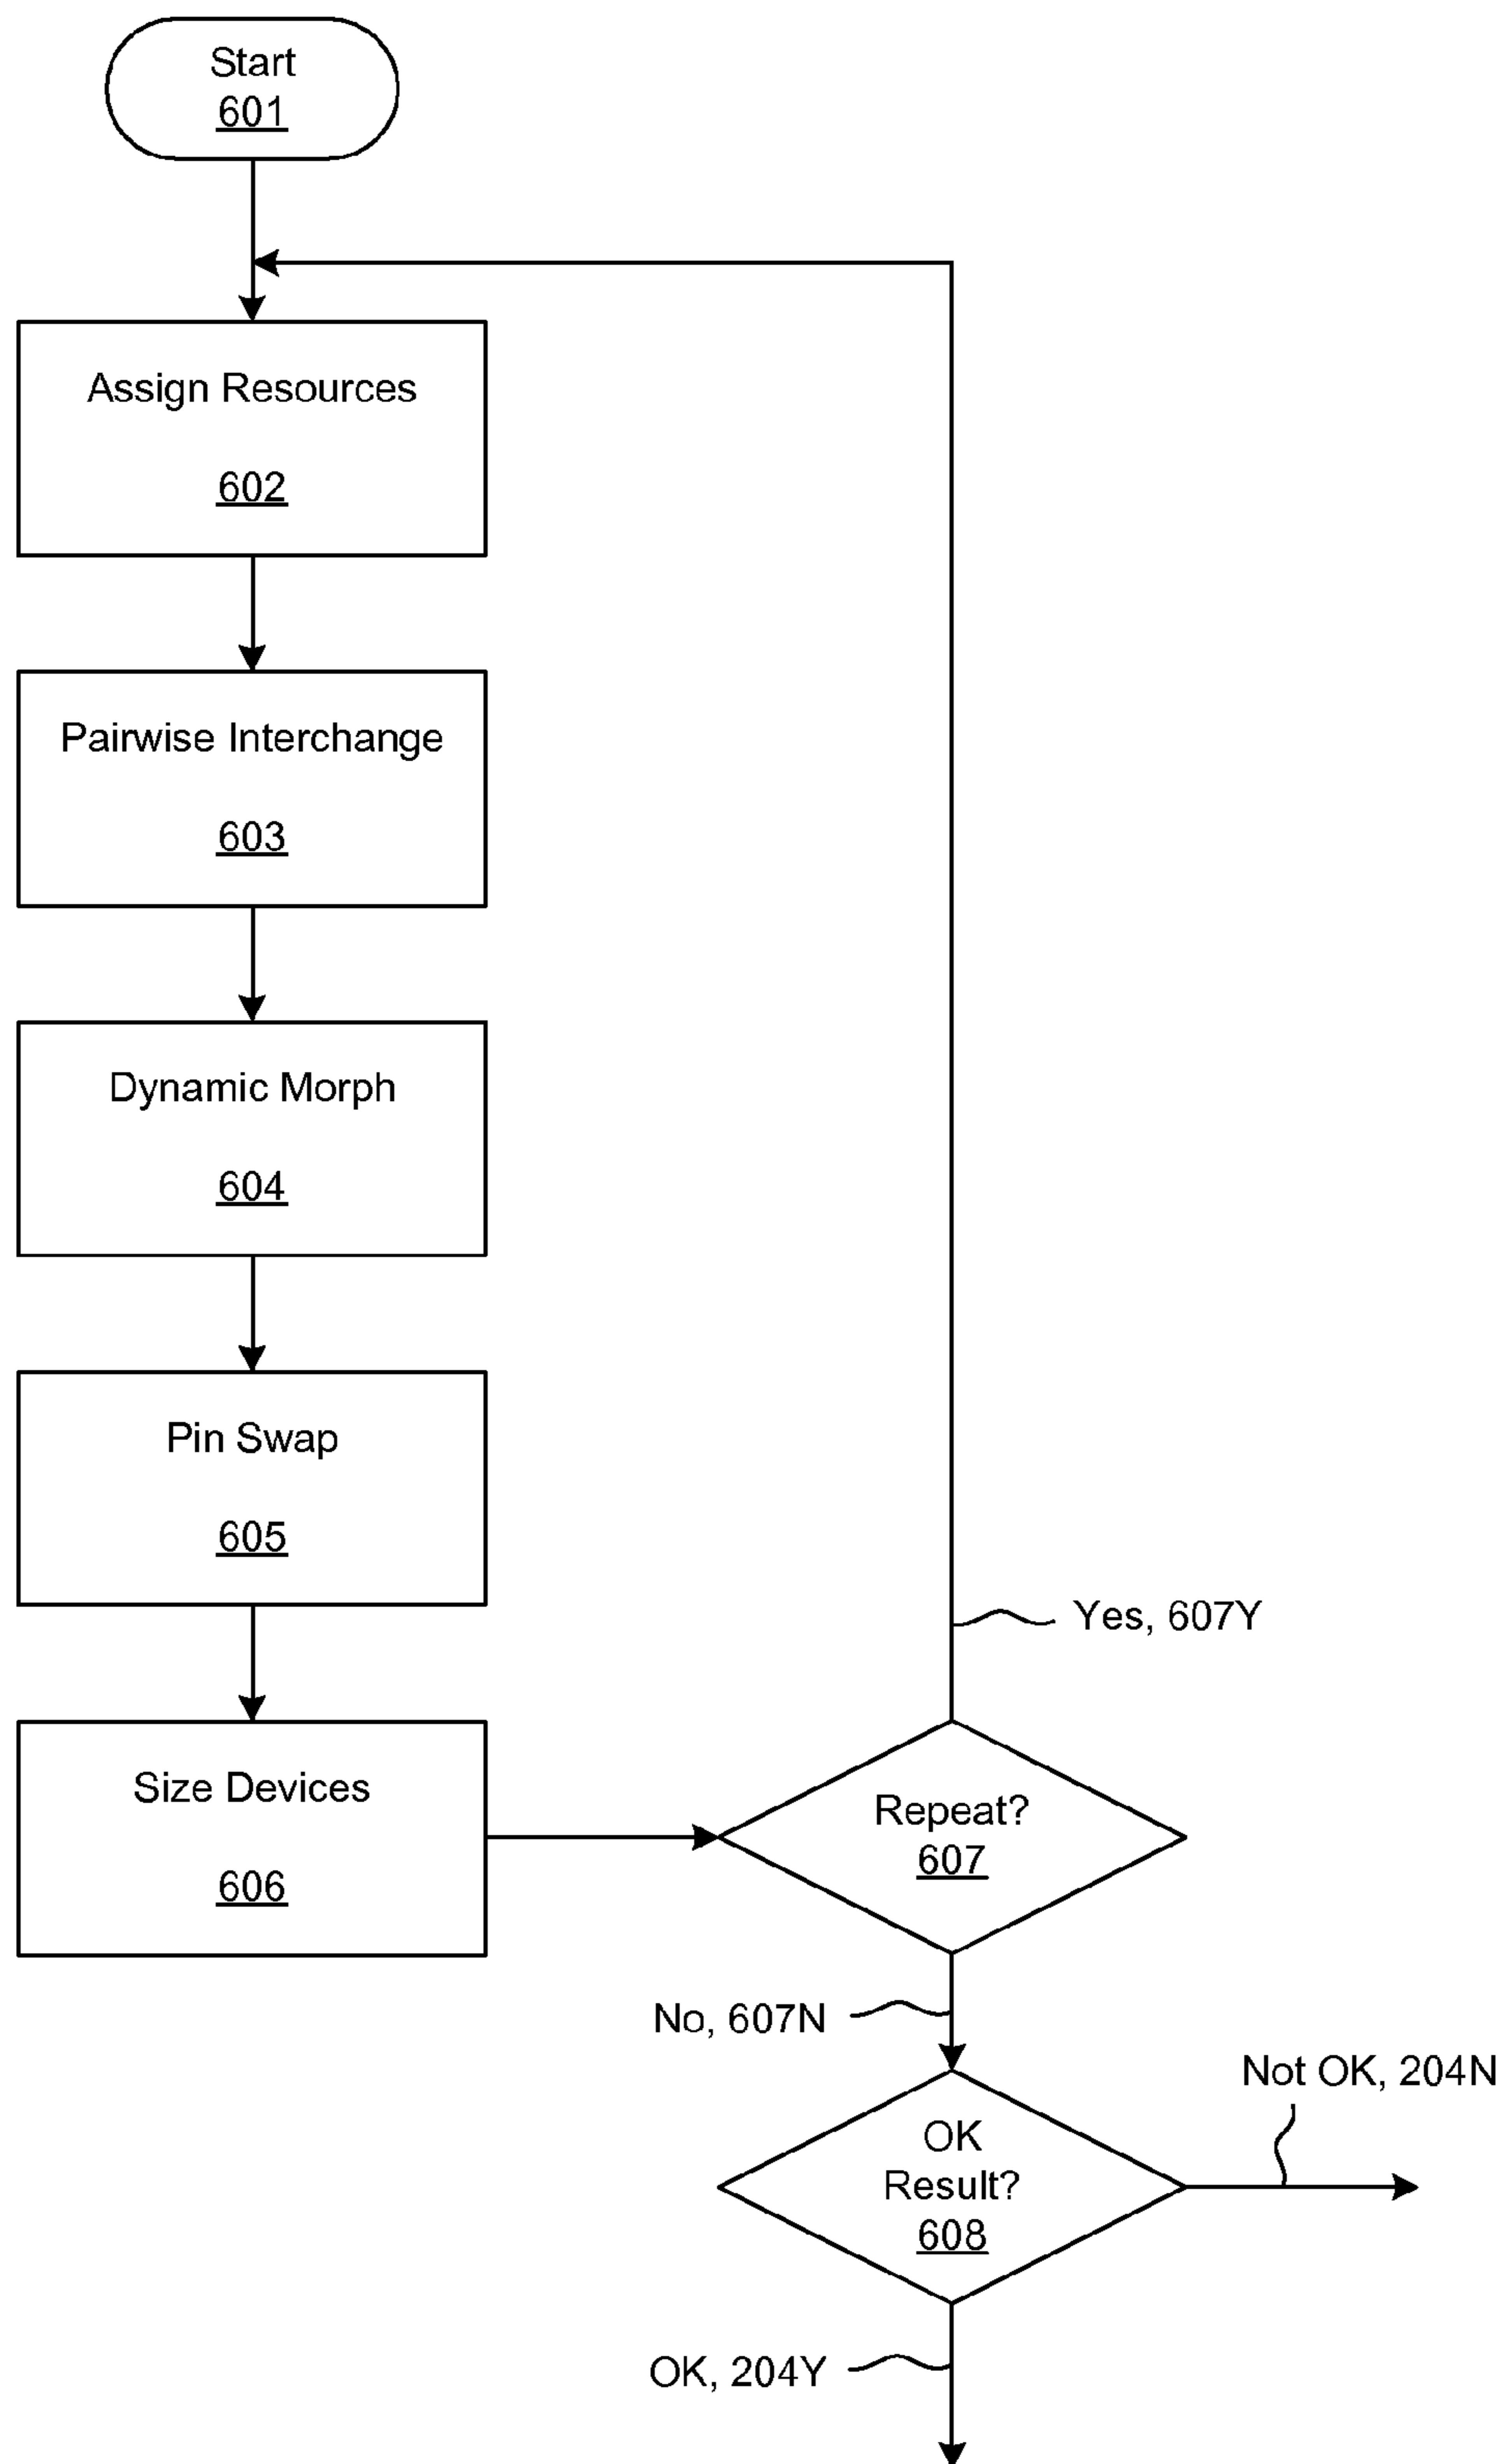 Start
601
Assign Resources
602
Pairwise Interchange
603
Dynamic Morph
604
Pin Swap
605
Yes, 607Y
Size Devices
606
Repeat?
607
No, 607N
Not OK, 204N
OK
Result?
608
OK, 204Y